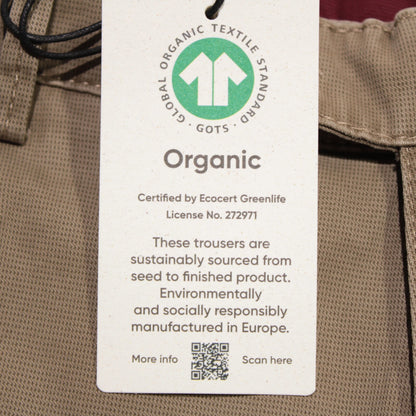 GLOBAL ORGANIC TEXTILE STANDARD
· GOTS ·
Organic
Certified by Ecocert Greenlife
License No. 272971
These trousers are
sustainably sourced from
seed to finished product.
Environmentally
and socially responsibly
manufactured in Europe.
More info Scan here